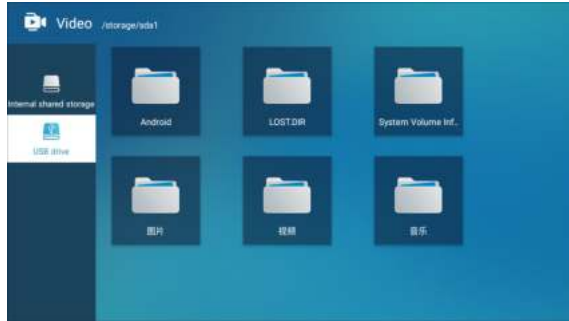 Video /storage/sda1
Internal shared storage
USB drive
Android
LOST.DIR
System Volume Inf..
图片
视频
音乐